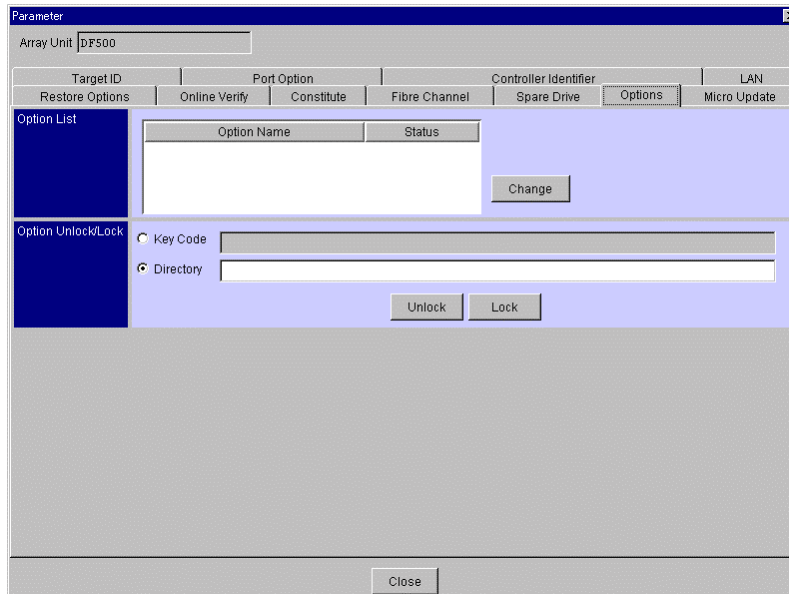 Parameter
Array Unit DF500
Target ID Port Option Controller Identifier LAN
Restore Options Online Verify Constitute Fibre Channel Spare Drive Options Micro Update
Option List
Option Name Status
Change
Option Unlock/Lock
Key Code
Directory
Unlock Lock
Close